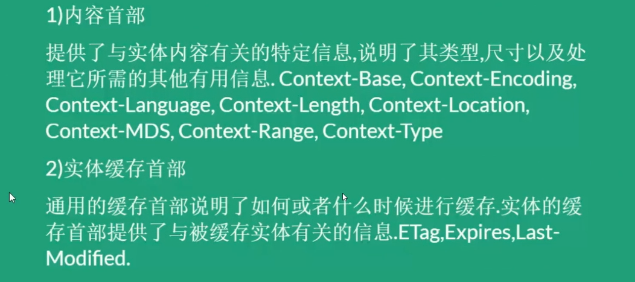 1)内容首部
提供了与实体内容有关的特定信息,说明了其类型,尺寸以及处
理它所需的其他有用信息. Context-Base, Context-Encoding,
Context-Language, Context-Length, Context-Location,
Context-MDS, Context-Range, Context-Type
2)实体缓存首部
通用的缓存首部说明了如何或者什么时候进行缓存.实体的缓
存首部提供了与被缓存实体有关的信息.ETag,Expires,Last-
Modified.